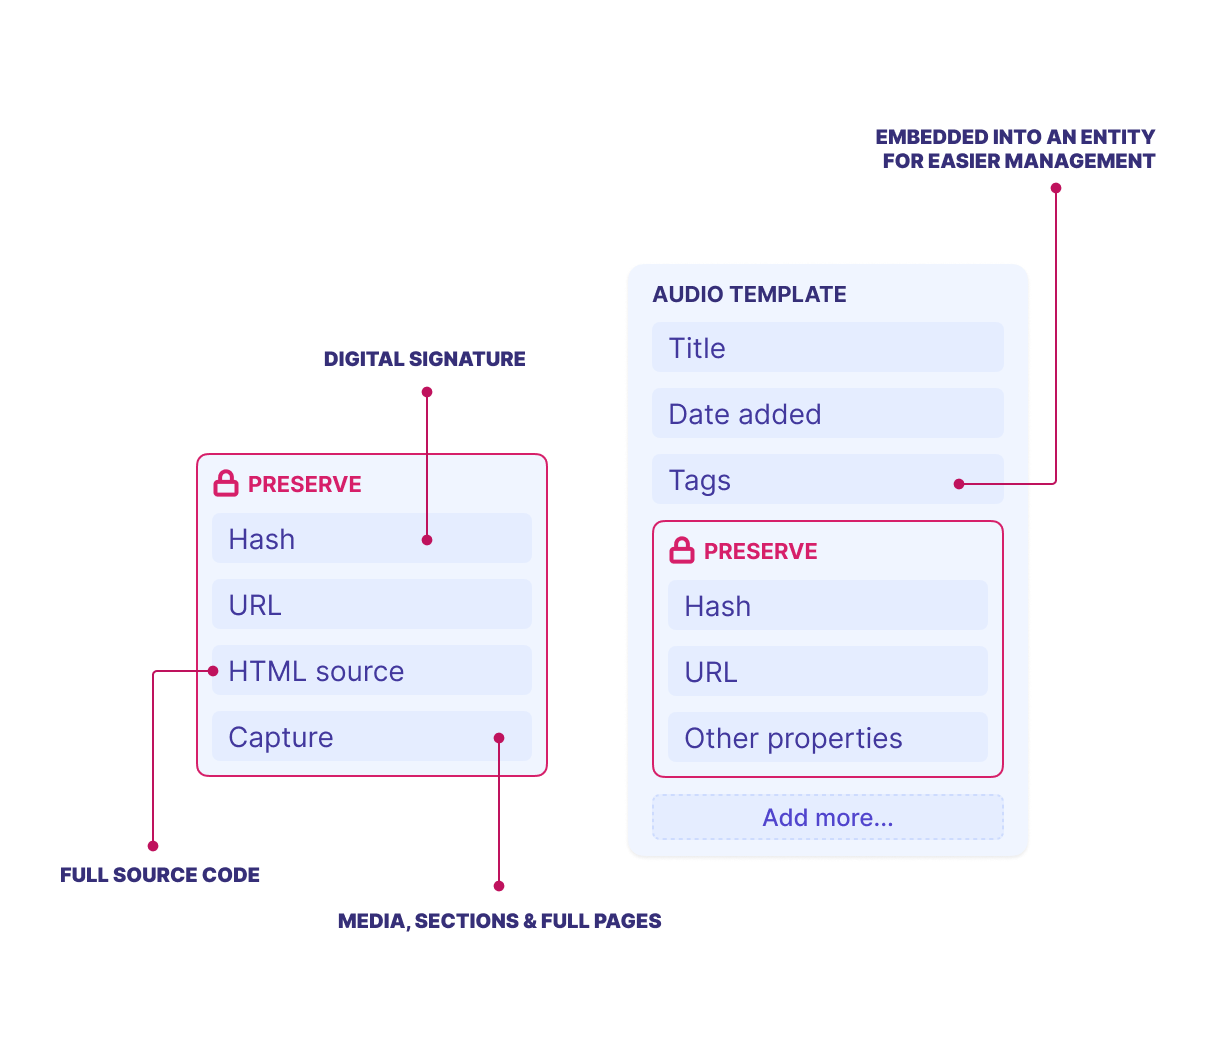 EMBEDDED INTO AN ENTITY
FOR EASIER MANAGEMENT
DIGITAL SIGNATURE
PRESERVE
Hash
URL
HTML source
Capture
FULL SOURCE CODE
MEDIA, SECTIONS & FULL PAGES
AUDIO TEMPLATE
Title
Date added
Tags
PRESERVE
Hash
URL
Other properties
Add more...